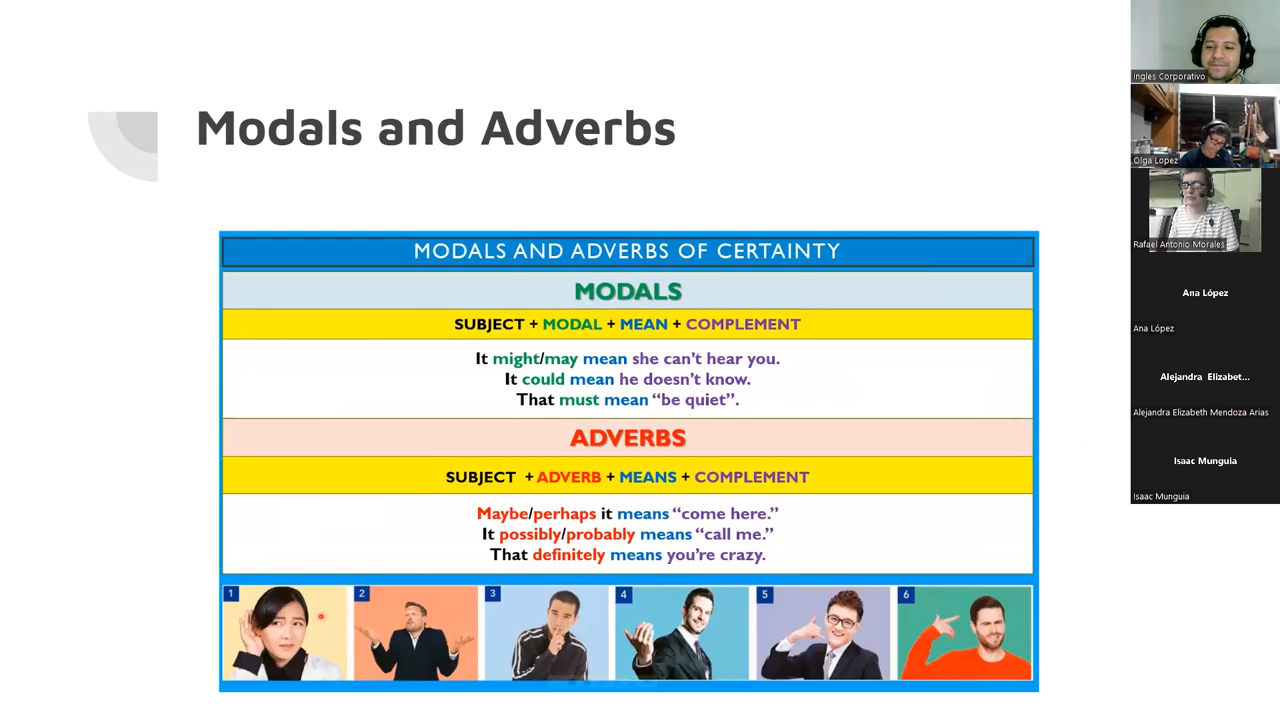 Modals and Adverbs
MODALS AND ADVERBS OF CERTAINTY
MODALS
SUBJECT + MODAL + MEAN + COMPLEMENT
It might/may mean she can't hear you.
It could mean he doesn't know.
That must mean “be quiet”.
ADVERBS
SUBJECT + ADVERB + MEANS + COMPLEMENT
Maybe/perhaps it means “come here.”
It possibly/probably means “call me.”
That definitely means you're crazy.
1 2 3 4 5 6
Ingles Corporativo
Olga Lopez
Rafael Antonio Morales
Ana López
Ana López
Alejandra Elizabet...
Alejandra Elizabeth Mendoza Arias
Isaac Munguia
Isaac Munguia